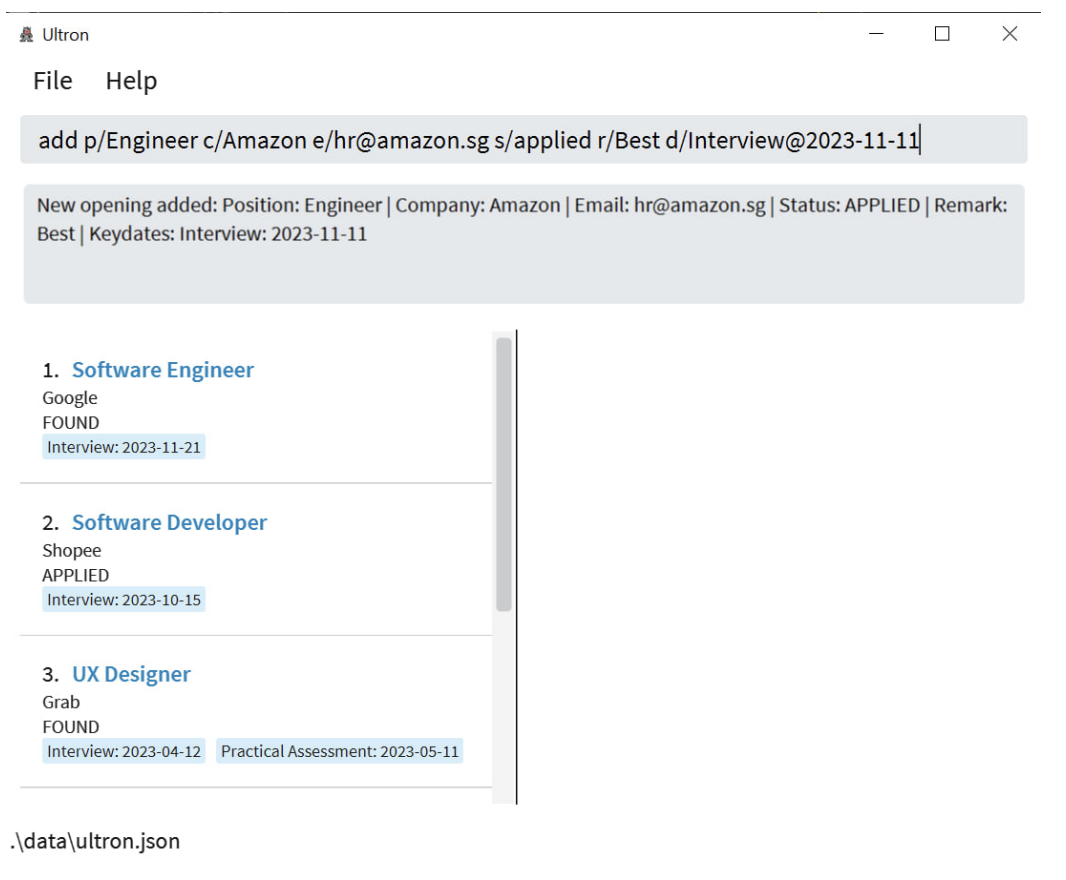 Ultron
File Help
add p/Engineer c/Amazon e/hr@amazon.sg s/applied r/Best d/Interview@2023-11-11
New opening added: Position: Engineer | Company: Amazon | Email: hr@amazon.sg | Status: APPLIED | Remark:
Best | Keydates: Interview: 2023-11-11
1. Software Engineer
Google
FOUND
Interview: 2023-11-21
2. Software Developer
Shopee
APPLIED
Interview: 2023-10-15
3. UX Designer
Grab
FOUND
Interview: 2023-04-12 Practical Assessment: 2023-05-11
.\data\ultron.json